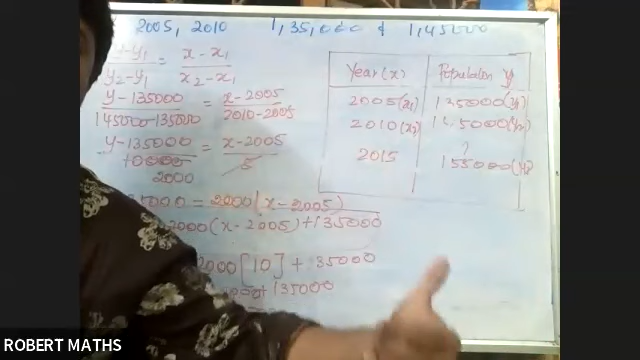 2005, 2010 1,35,000 & 1,45000
y-y₁ / y₂-y₁ = x-x₁ / x₂-x₁
y-135000 / 145000-135000 = x-2005 / 2010-2005
y-135000 / 10000 = x-2005 / 5
2000
5000 = 2000 (x-2005)
2000 (x-2005) + 135000
2000 [10] + 35000
+ 135000
Year (x) Population y
2005 (x₁) 135000 (y₁)
2010 (x₂) 145000 (y₂)
?
2015 155000 (y)
ROBERT MATHS